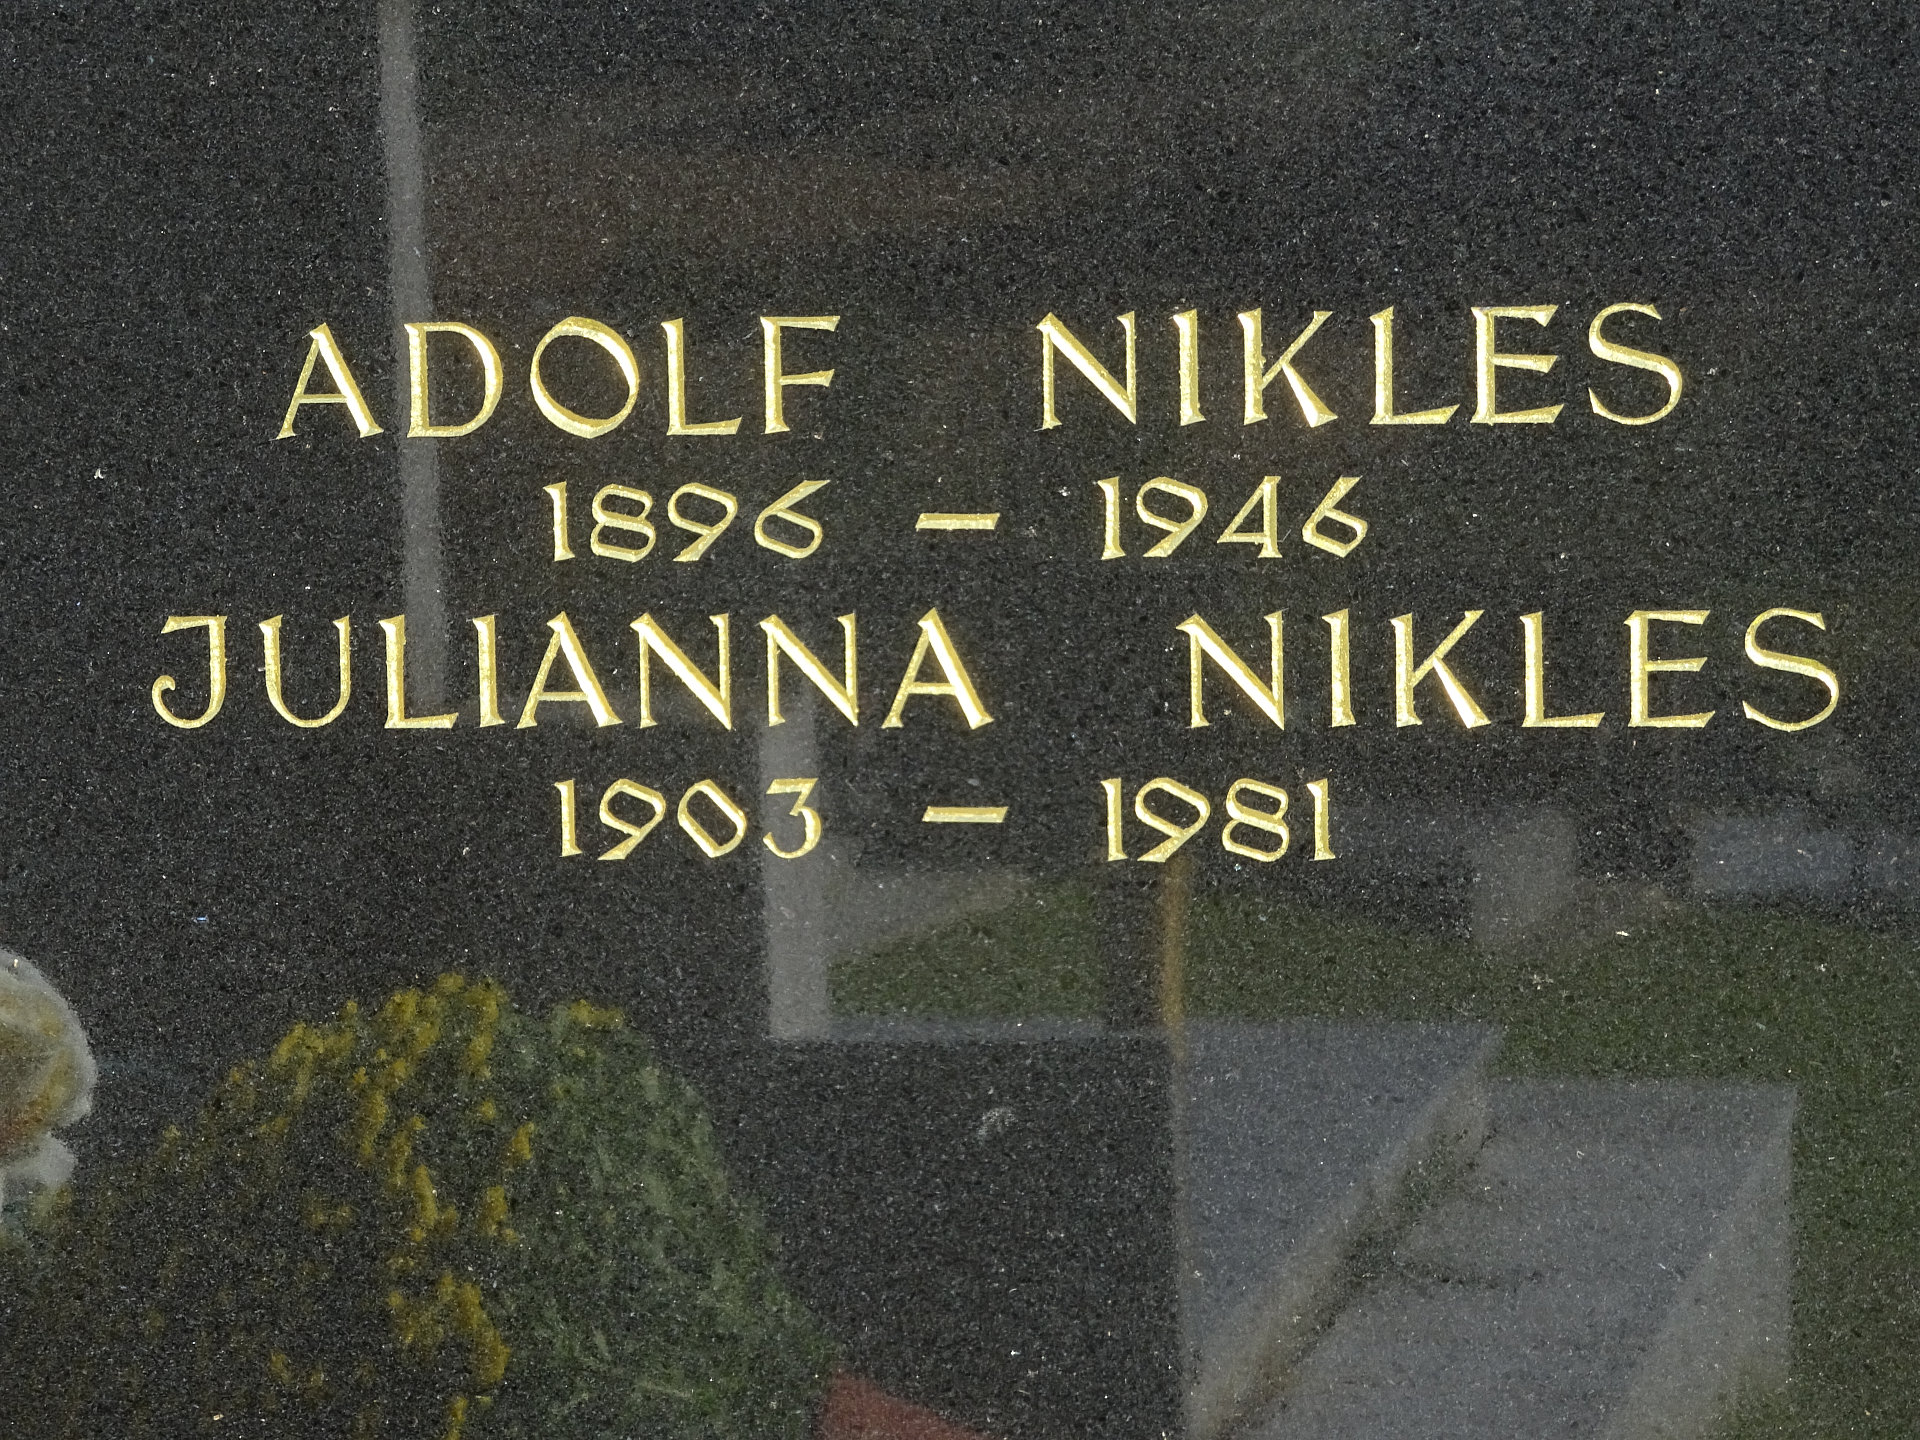 ADOLF NIKLES
1896 – 1946
JULIANNA NIKLES
1903 – 1981